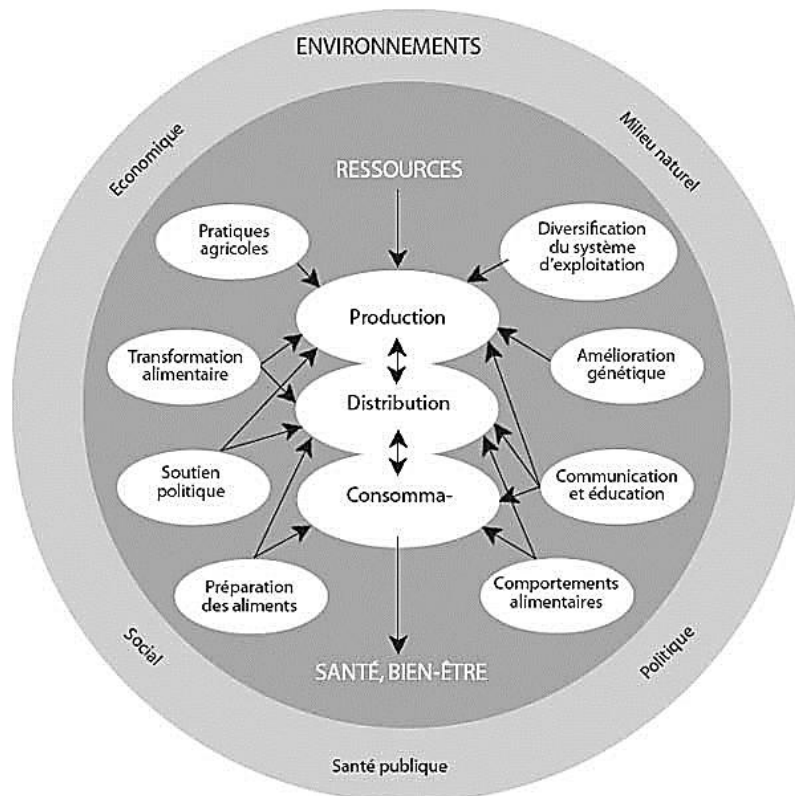 ENVIRONNEMENTS
Economique
Milieu naturel
RESSOURCES
Pratiques
agricoles
Diversification
du système
d'exploitation
Production
Transformation
alimentaire
Amélioration
génétique
Distribution
Soutien
politique
Communication
et éducation
Consomma-
Préparation
des aliments
Comportements
alimentaires
Social
Politique
SANTÉ, BIEN-ÊTRE
Santé publique